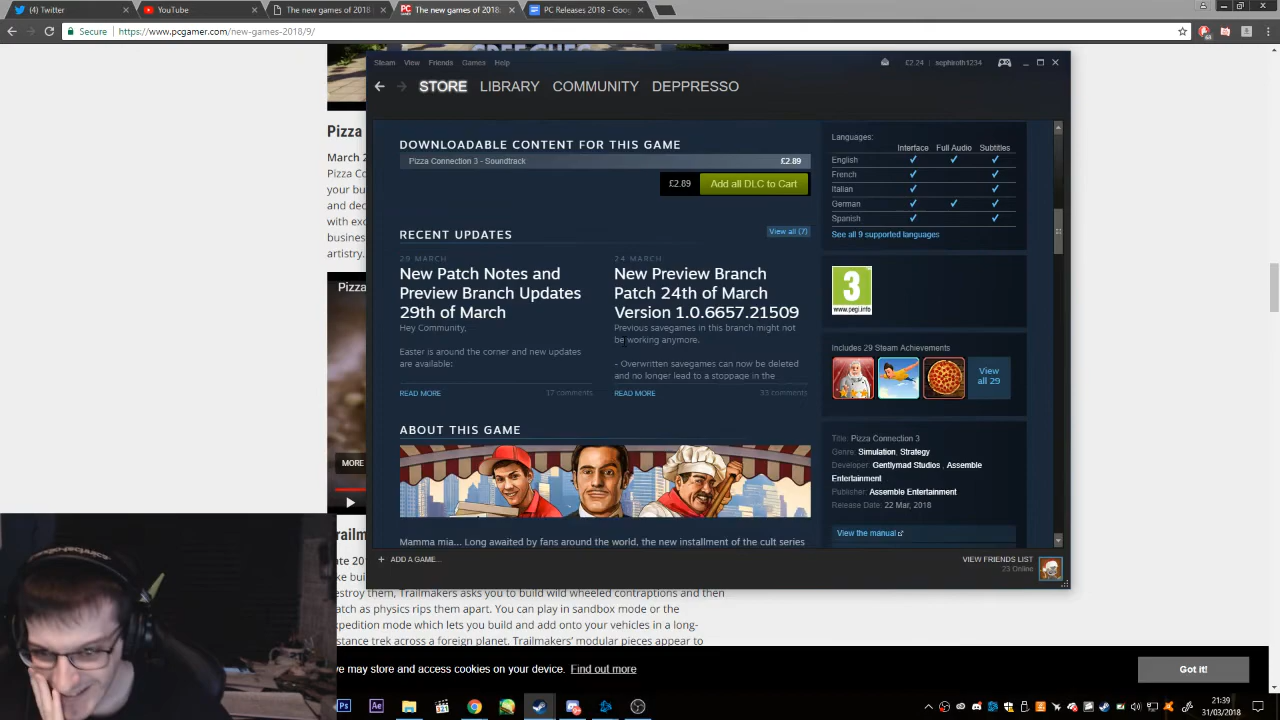 (4) Twitter
YouTube
The new games of 2018
The new games of 2018:
PC Releases 2018 - Goog
Secure https://www.pcgamer.com/new-games-2018/9/
Steam View Friends Games Help
£2.24 sephiroth1234
STORE LIBRARY COMMUNITY DEPPRESSO
Pizza
March 2
Pizza Co
your bu
and dec
with exc
business
artistry.
Pizza
MORE
DOWNLOADABLE CONTENT FOR THIS GAME
Pizza Connection 3 - Soundtrack £2.89
£2.89 Add all DLC to Cart
RECENT UPDATES View all (7)
29 MARCH
New Patch Notes and
Preview Branch Updates
29th of March
Hey Community,
Easter is around the corner and new updates
are available:
READ MORE 17 comments
24 MARCH
New Preview Branch
Patch 24th of March
Version 1.0.6657.21509
Previous savegames in this branch might not
be working anymore.
- Overwritten savegames can now be deleted
and no longer lead to a stoppage in the
READ MORE 33 comments
ABOUT THIS GAME
Mamma mia... Long awaited by fans around the world, the new installment of the cult series
Languages:
Interface Full Audio Subtitles
English
French
Italian
German
Spanish
See all 9 supported languages
3
www.pegi.info
Includes 29 Steam Achievements
View
all 29
Title: Pizza Connection 3
Genre: Simulation, Strategy
Developer: Gentlymad Studios , Assemble
Entertainment
Publisher: Assemble Entertainment
Release Date: 22 Mar, 2018
View the manual
+ ADD A GAME...
VIEW FRIENDS LIST
23 Online
railm
ate 20
ke bui
estroy them, Trailmakers asks you to build wheeled contraptions and then
atch as physics rips them apart. You can play in sandbox mode or the
xpedition mode which lets you build and add onto your vehicles in a long-
stance trek across a foreign planet. Trailmakers' modular pieces appear to
ve may store and access cookies on your device. Find out more
Got it!
Ps
Ae
21:39
31/03/2018